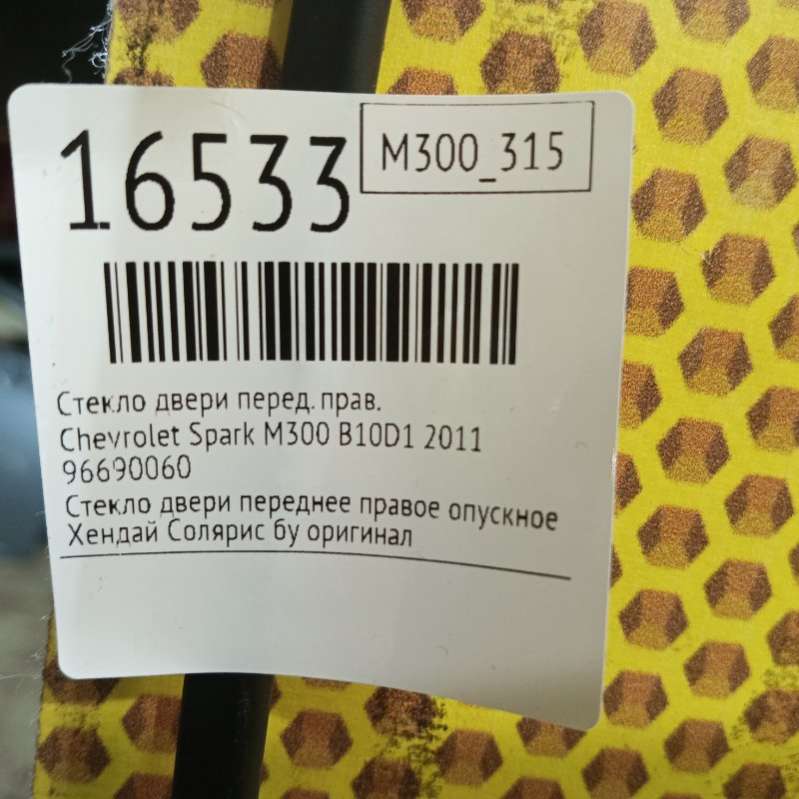 16533
M300_315
Стекло двери перед. прав.
Chevrolet Spark M300 B10D1 2011
96690060
Стекло двери переднее правое опускное
Хендай Солярис бу оригинал